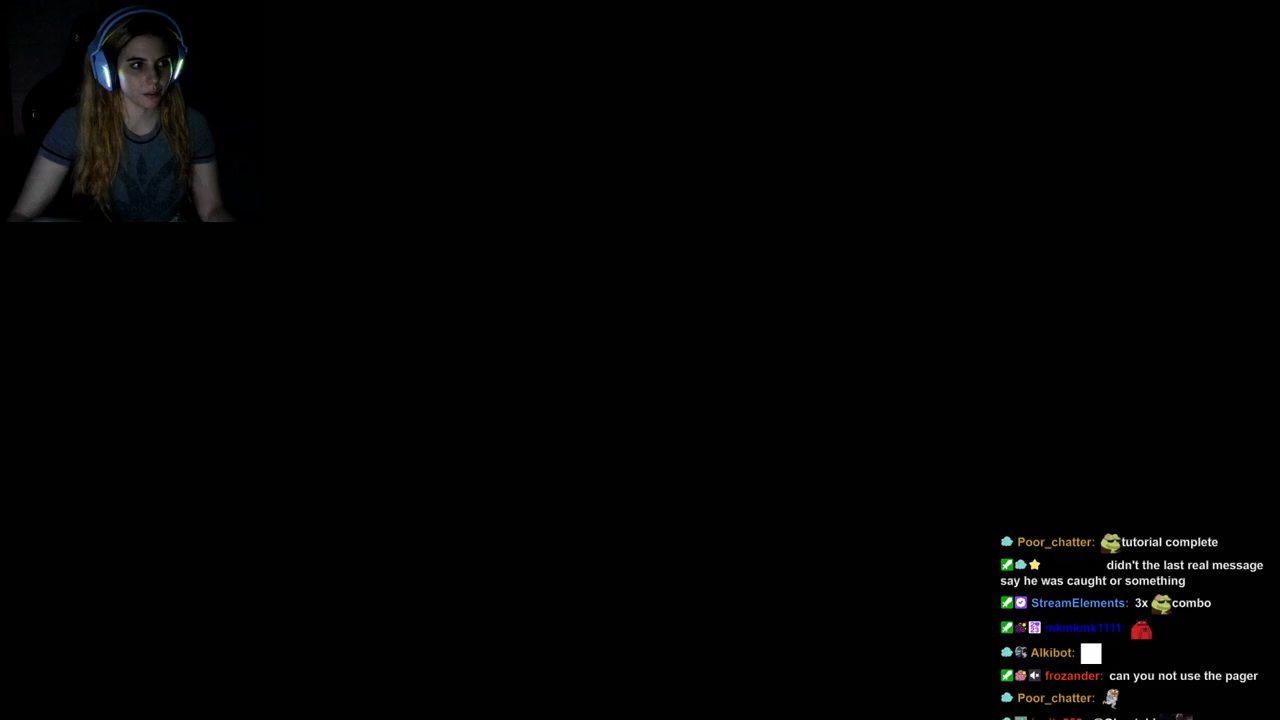 Poor_chatter: tutorial complete
didn't the last real message
say he was caught or something
StreamElements: 3x combo
mkmkmk1111:
Alkibot:
frozander: can you not use the pager
Poor_chatter: